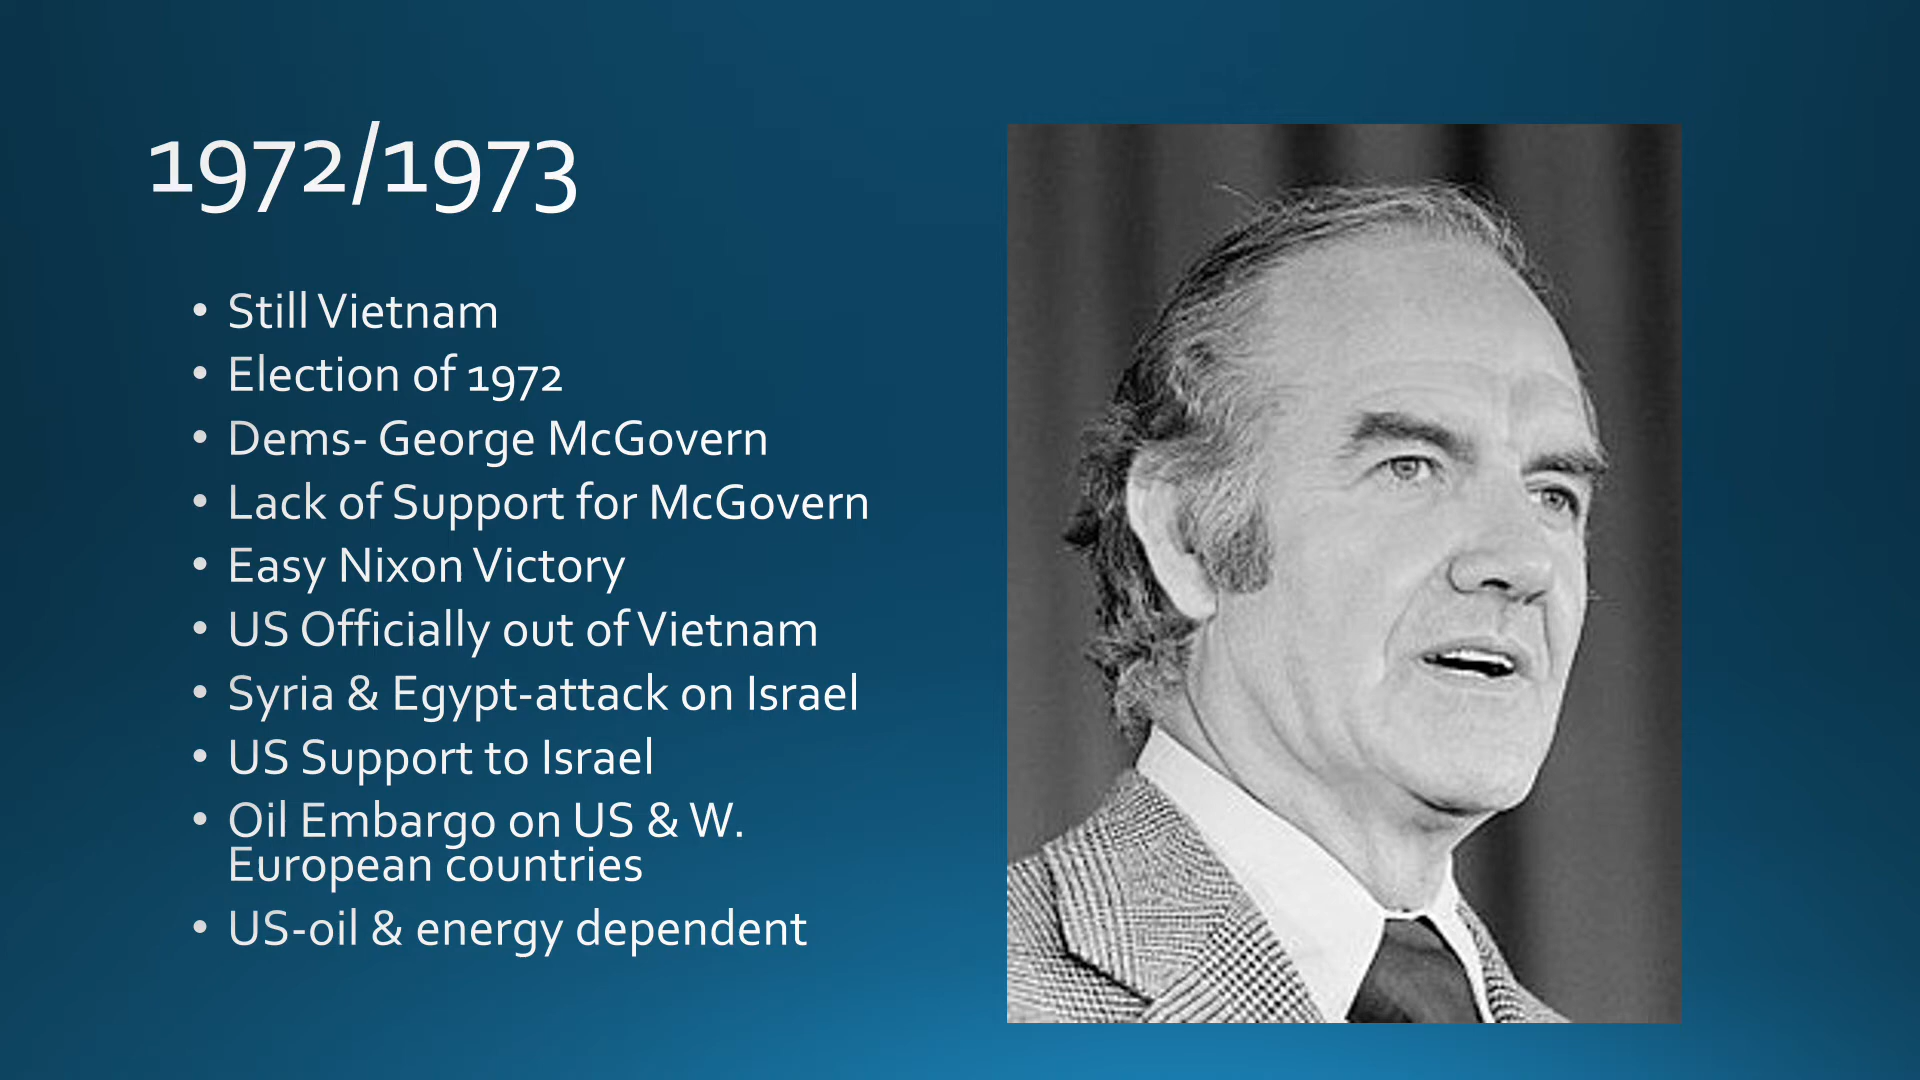 1972/1973
• Still Vietnam
• Election of 1972
• Dems- George McGovern
• Lack of Support for McGovern
• Easy Nixon Victory
• US Officially out of Vietnam
• Syria & Egypt-attack on Israel
• US Support to Israel
• Oil Embargo on US & W.
European countries
• US-oil & energy dependent